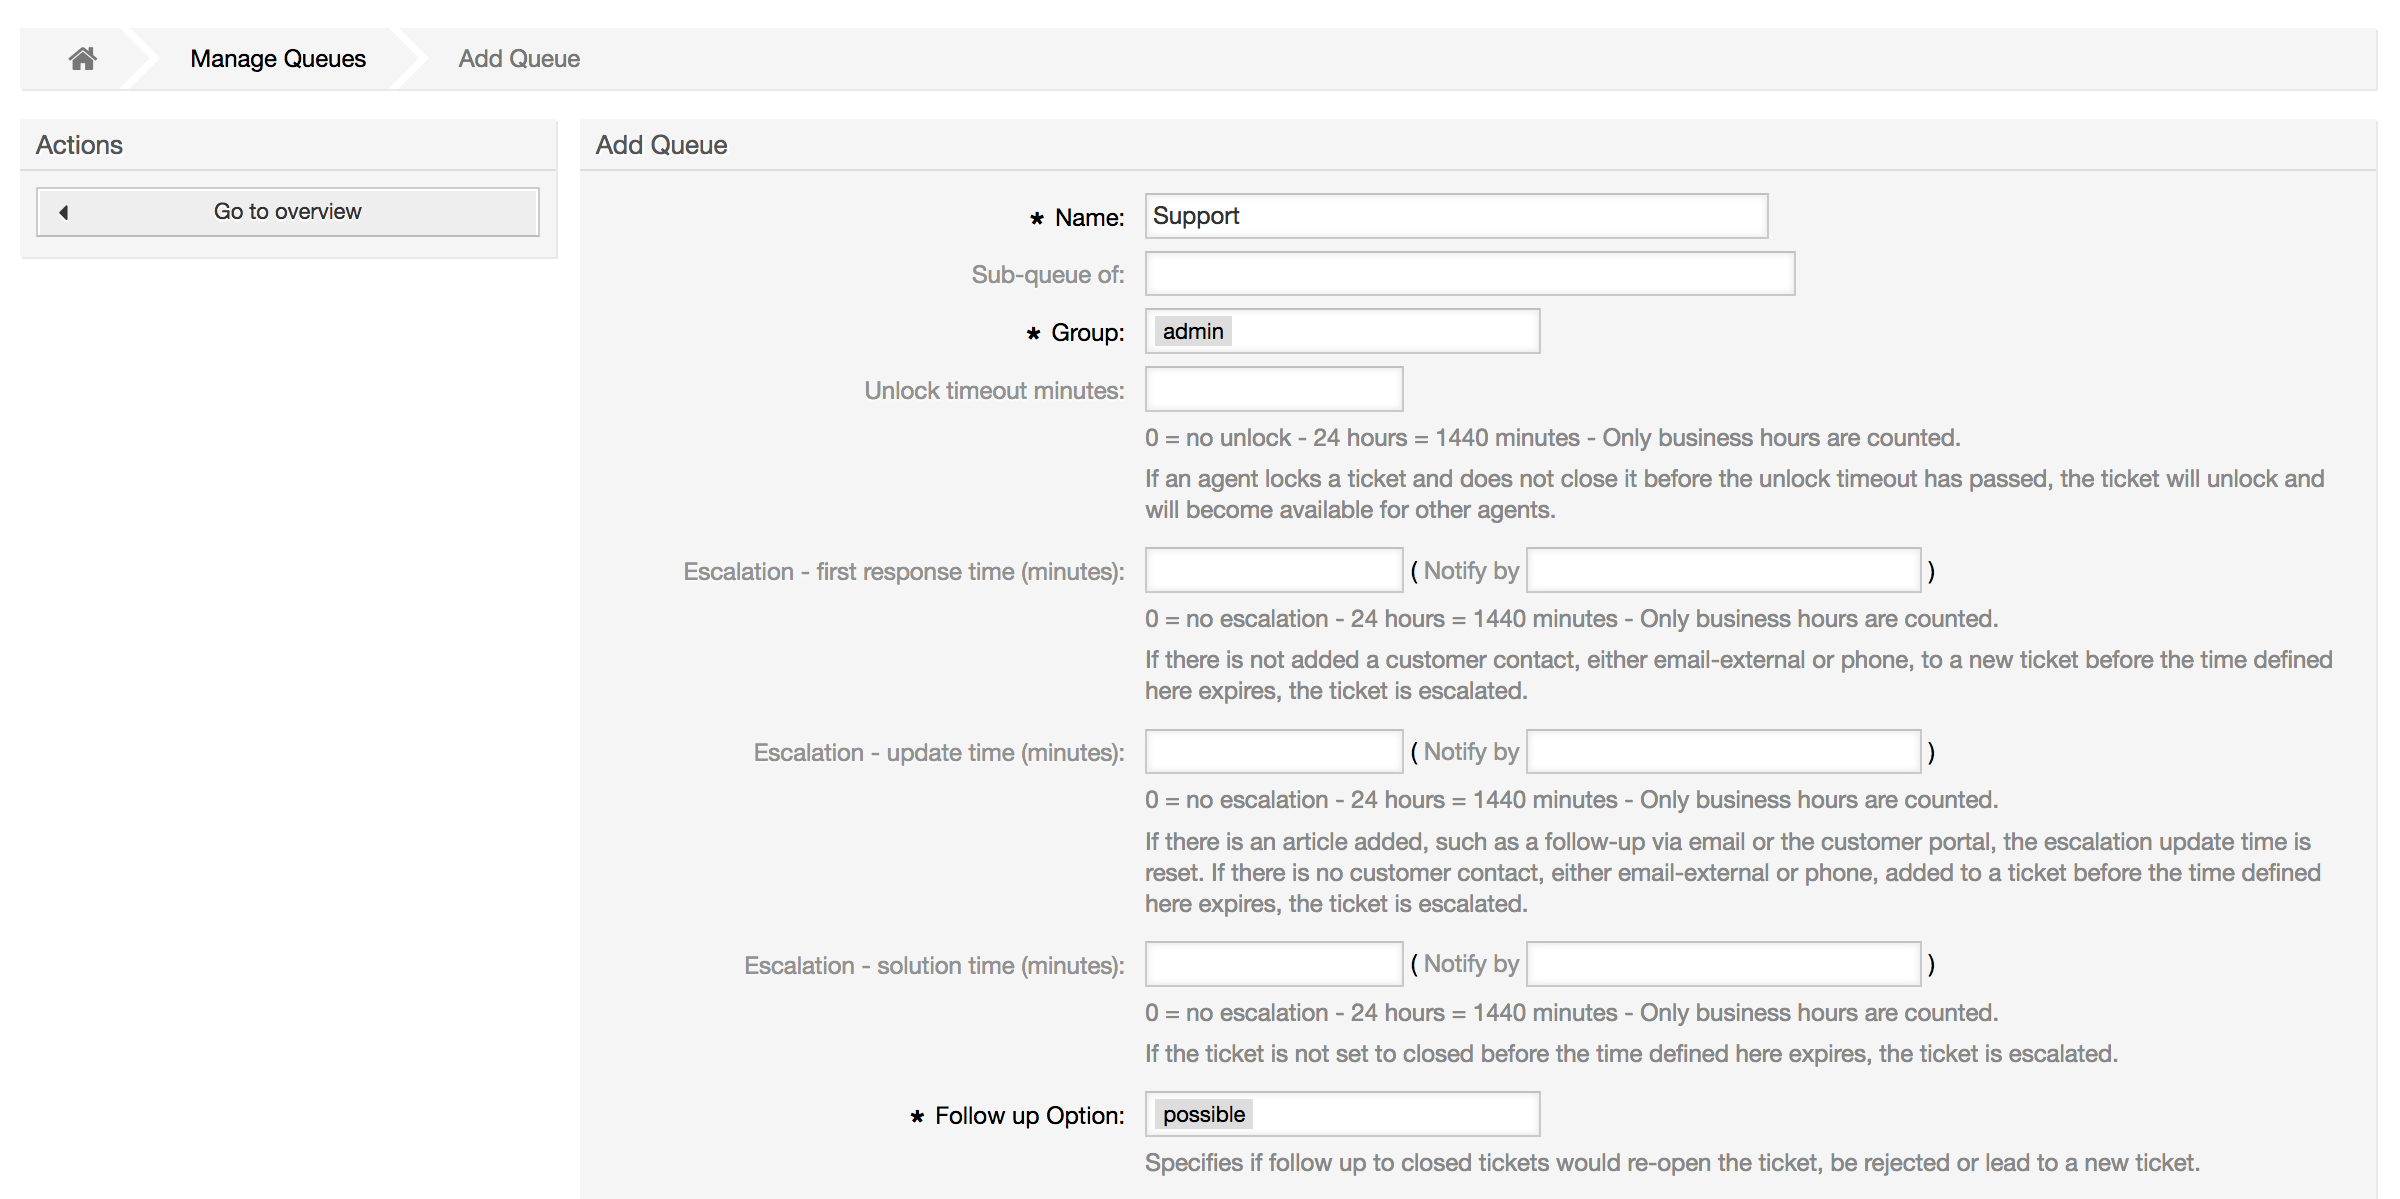 Manage Queues
Add Queue
Actions
Go to overview
Add Queue
* Name: Support
Sub-queue of:
* Group: admin
Unlock timeout minutes:
0 = no unlock - 24 hours = 1440 minutes - Only business hours are counted.
If an agent locks a ticket and does not close it before the unlock timeout has passed, the ticket will unlock and
will become available for other agents.
Escalation - first response time (minutes): ( Notify by )
0 = no escalation - 24 hours = 1440 minutes - Only business hours are counted.
If there is not added a customer contact, either email-external or phone, to a new ticket before the time defined
here expires, the ticket is escalated.
Escalation - update time (minutes): ( Notify by )
0 = no escalation - 24 hours = 1440 minutes - Only business hours are counted.
If there is an article added, such as a follow-up via email or the customer portal, the escalation update time is
reset. If there is no customer contact, either email-external or phone, added to a ticket before the time defined
here expires, the ticket is escalated.
Escalation - solution time (minutes): ( Notify by )
0 = no escalation - 24 hours = 1440 minutes - Only business hours are counted.
If the ticket is not set to closed before the time defined here expires, the ticket is escalated.
* Follow up Option: possible
Specifies if follow up to closed tickets would re-open the ticket, be rejected or lead to a new ticket.